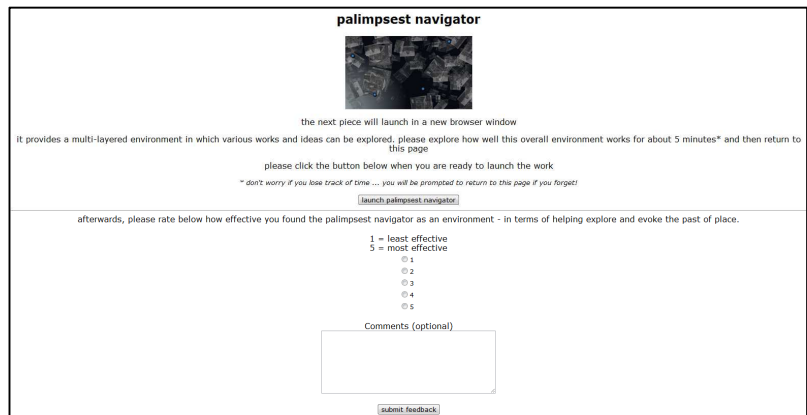 palimpsest navigator
the next piece will launch in a new browser window
it provides a multi-layered environment in which various works and ideas can be explored. please explore how well this overall environment works for about 5 minutes* and then return to
this page
please click the button below when you are ready to launch the work
* don't worry if you lose track of time ... you will be prompted to return to this page if you forget!
launch palimpsest navigator
afterwards, please rate below how effective you found the palimpsest navigator as an environment - in terms of helping explore and evoke the past of place.
1 = least effective
5 = most effective
1
2
3
4
5
Comments (optional)
submit feedback